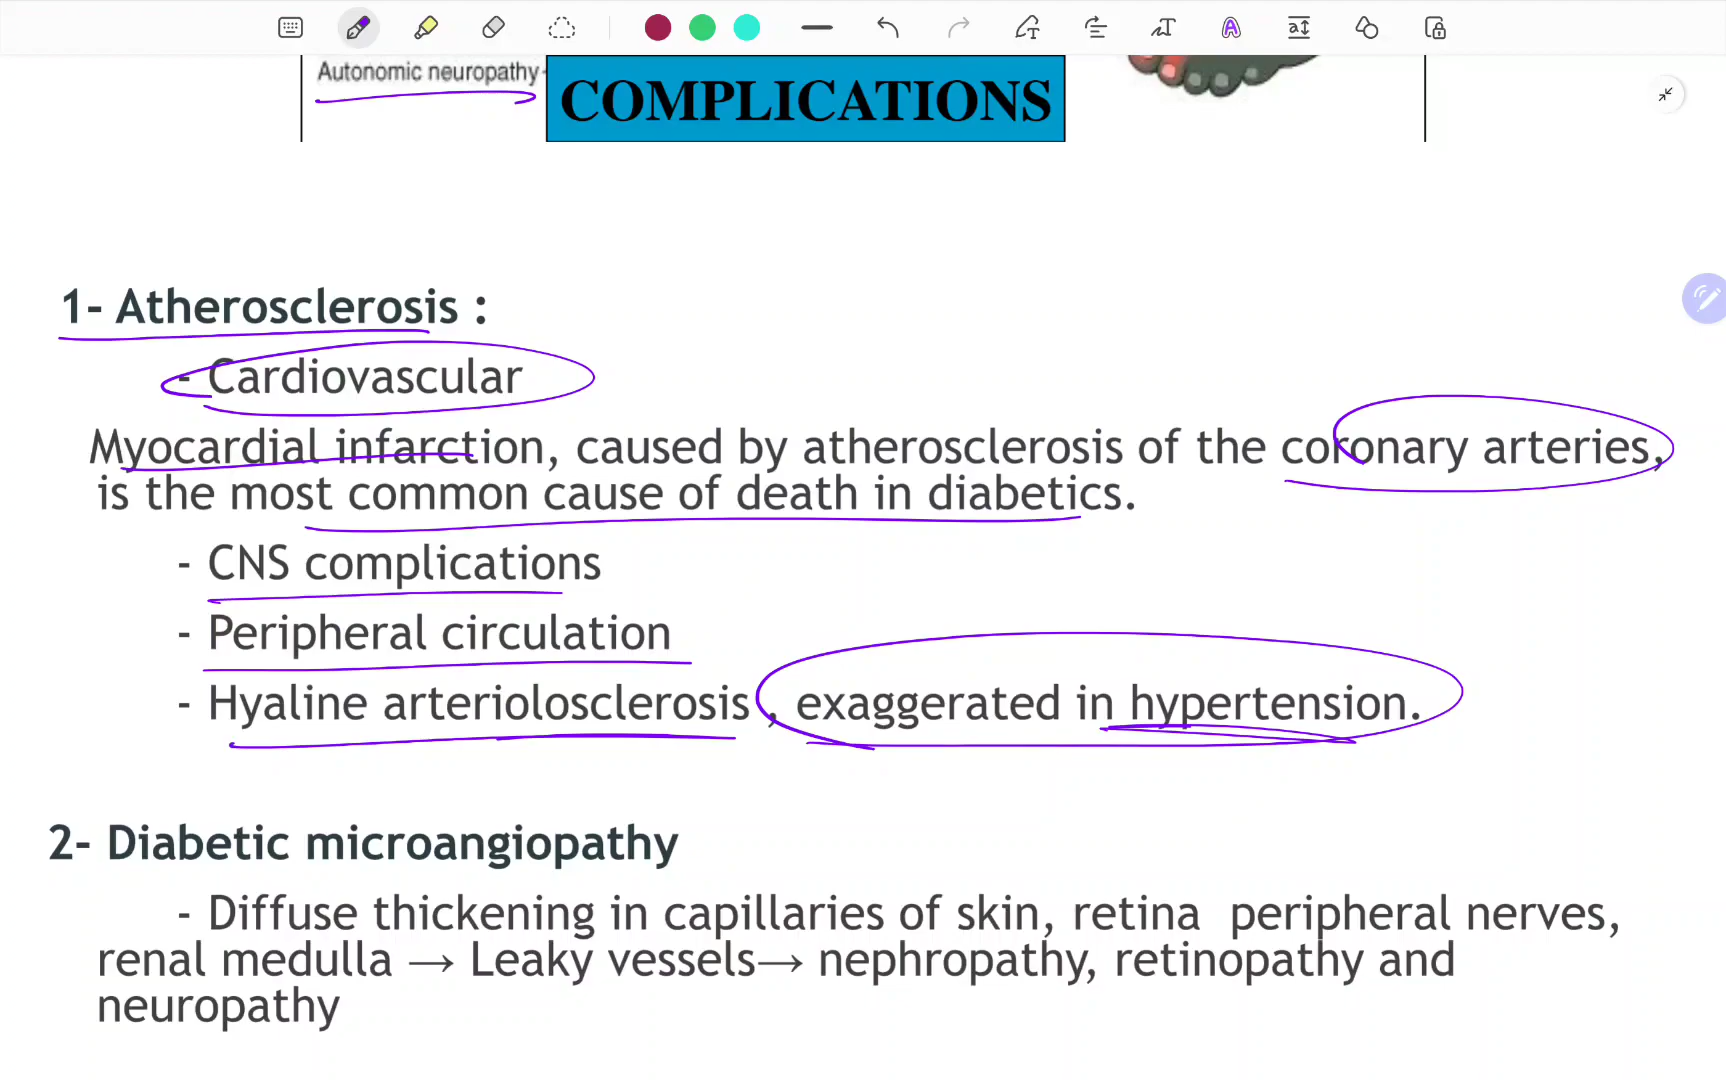 Autonomic neuropathy
COMPLICATIONS
1- Atherosclerosis :
- Cardiovascular
Myocardial infarction, caused by atherosclerosis of the coronary arteries,
is the most common cause of death in diabetics.
- CNS complications
- Peripheral circulation
- Hyaline arteriolosclerosis , exaggerated in hypertension.
2- Diabetic microangiopathy
- Diffuse thickening in capillaries of skin, retina peripheral nerves,
renal medulla → Leaky vessels→ nephropathy, retinopathy and
neuropathy